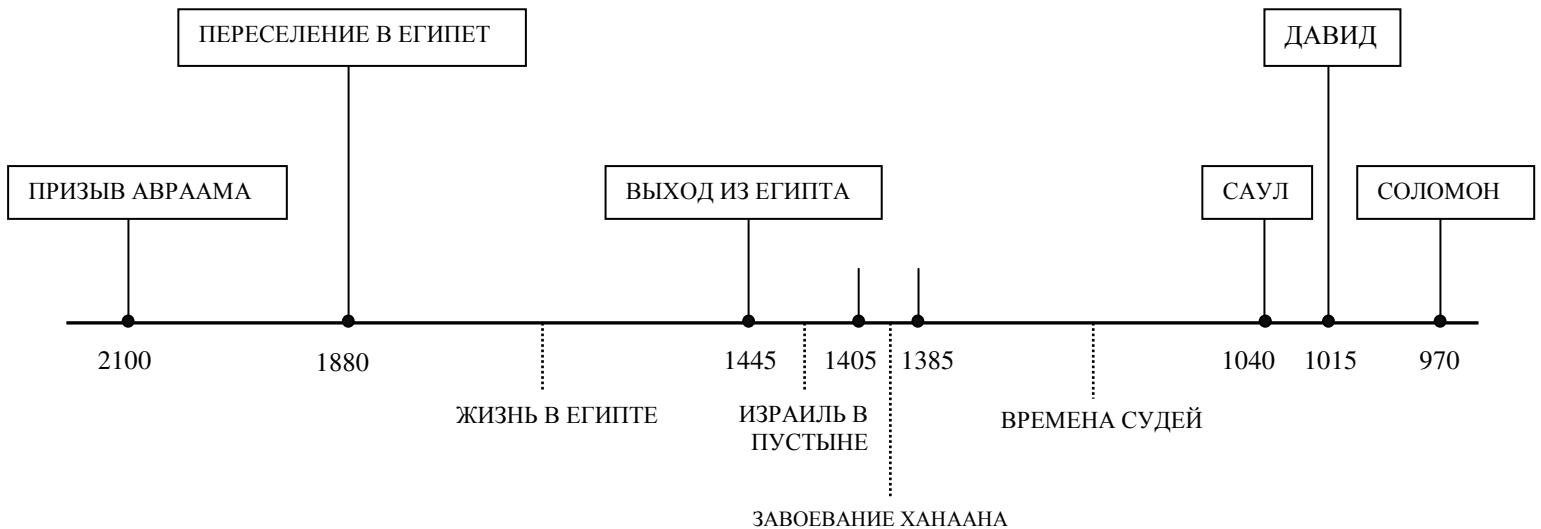 ПЕРЕСЕЛЕНИЕ В ЕГИПЕТ
ДАВИД
ПРИЗЫВ АВРААМА
ВЫХОД ИЗ ЕГИПТА
САУЛ
СОЛОМОН
2100
1880
1445
1405
1385
1040
1015
970
ЖИЗНЬ В ЕГИПТЕ
ИЗРАИЛЬ В
ПУСТЫНЕ
ВРЕМЕНА СУДЕЙ
ЗАВОЕВАНИЕ ХАНААНА